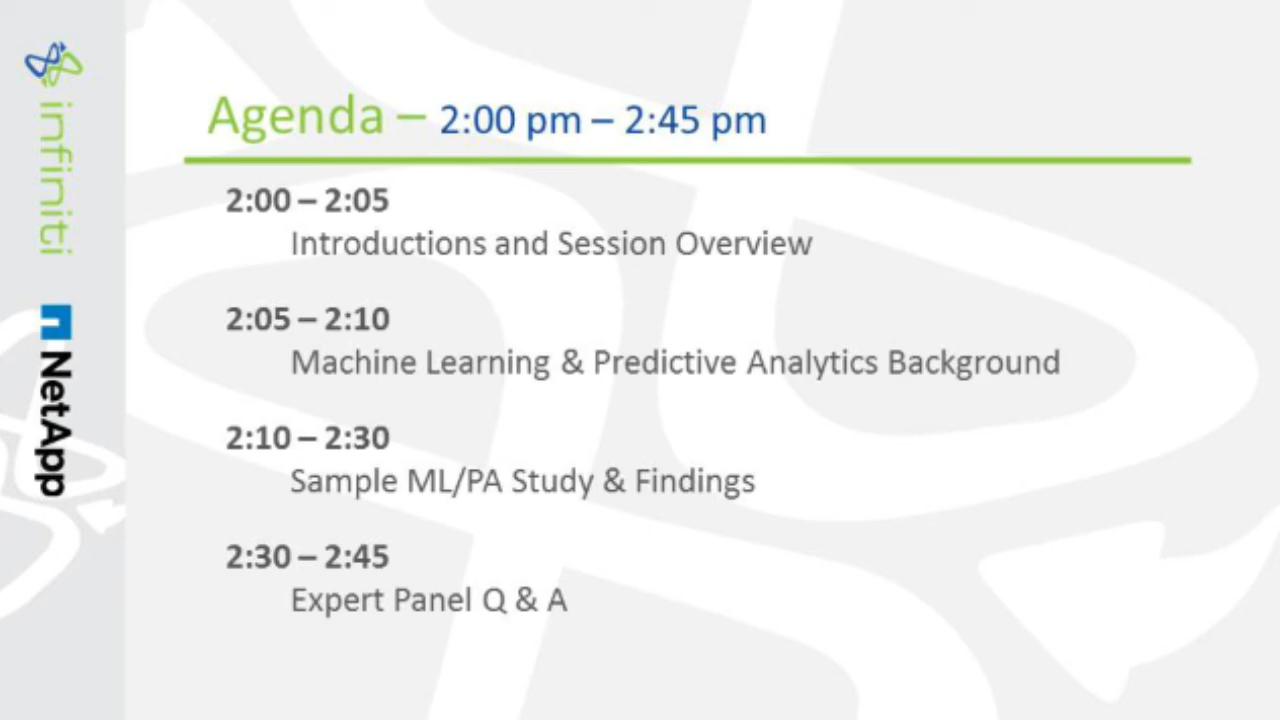 infiniti
NetApp
Agenda – 2:00 pm – 2:45 pm
2:00 – 2:05
Introductions and Session Overview
2:05 – 2:10
Machine Learning & Predictive Analytics Background
2:10 – 2:30
Sample ML/PA Study & Findings
2:30 – 2:45
Expert Panel Q & A